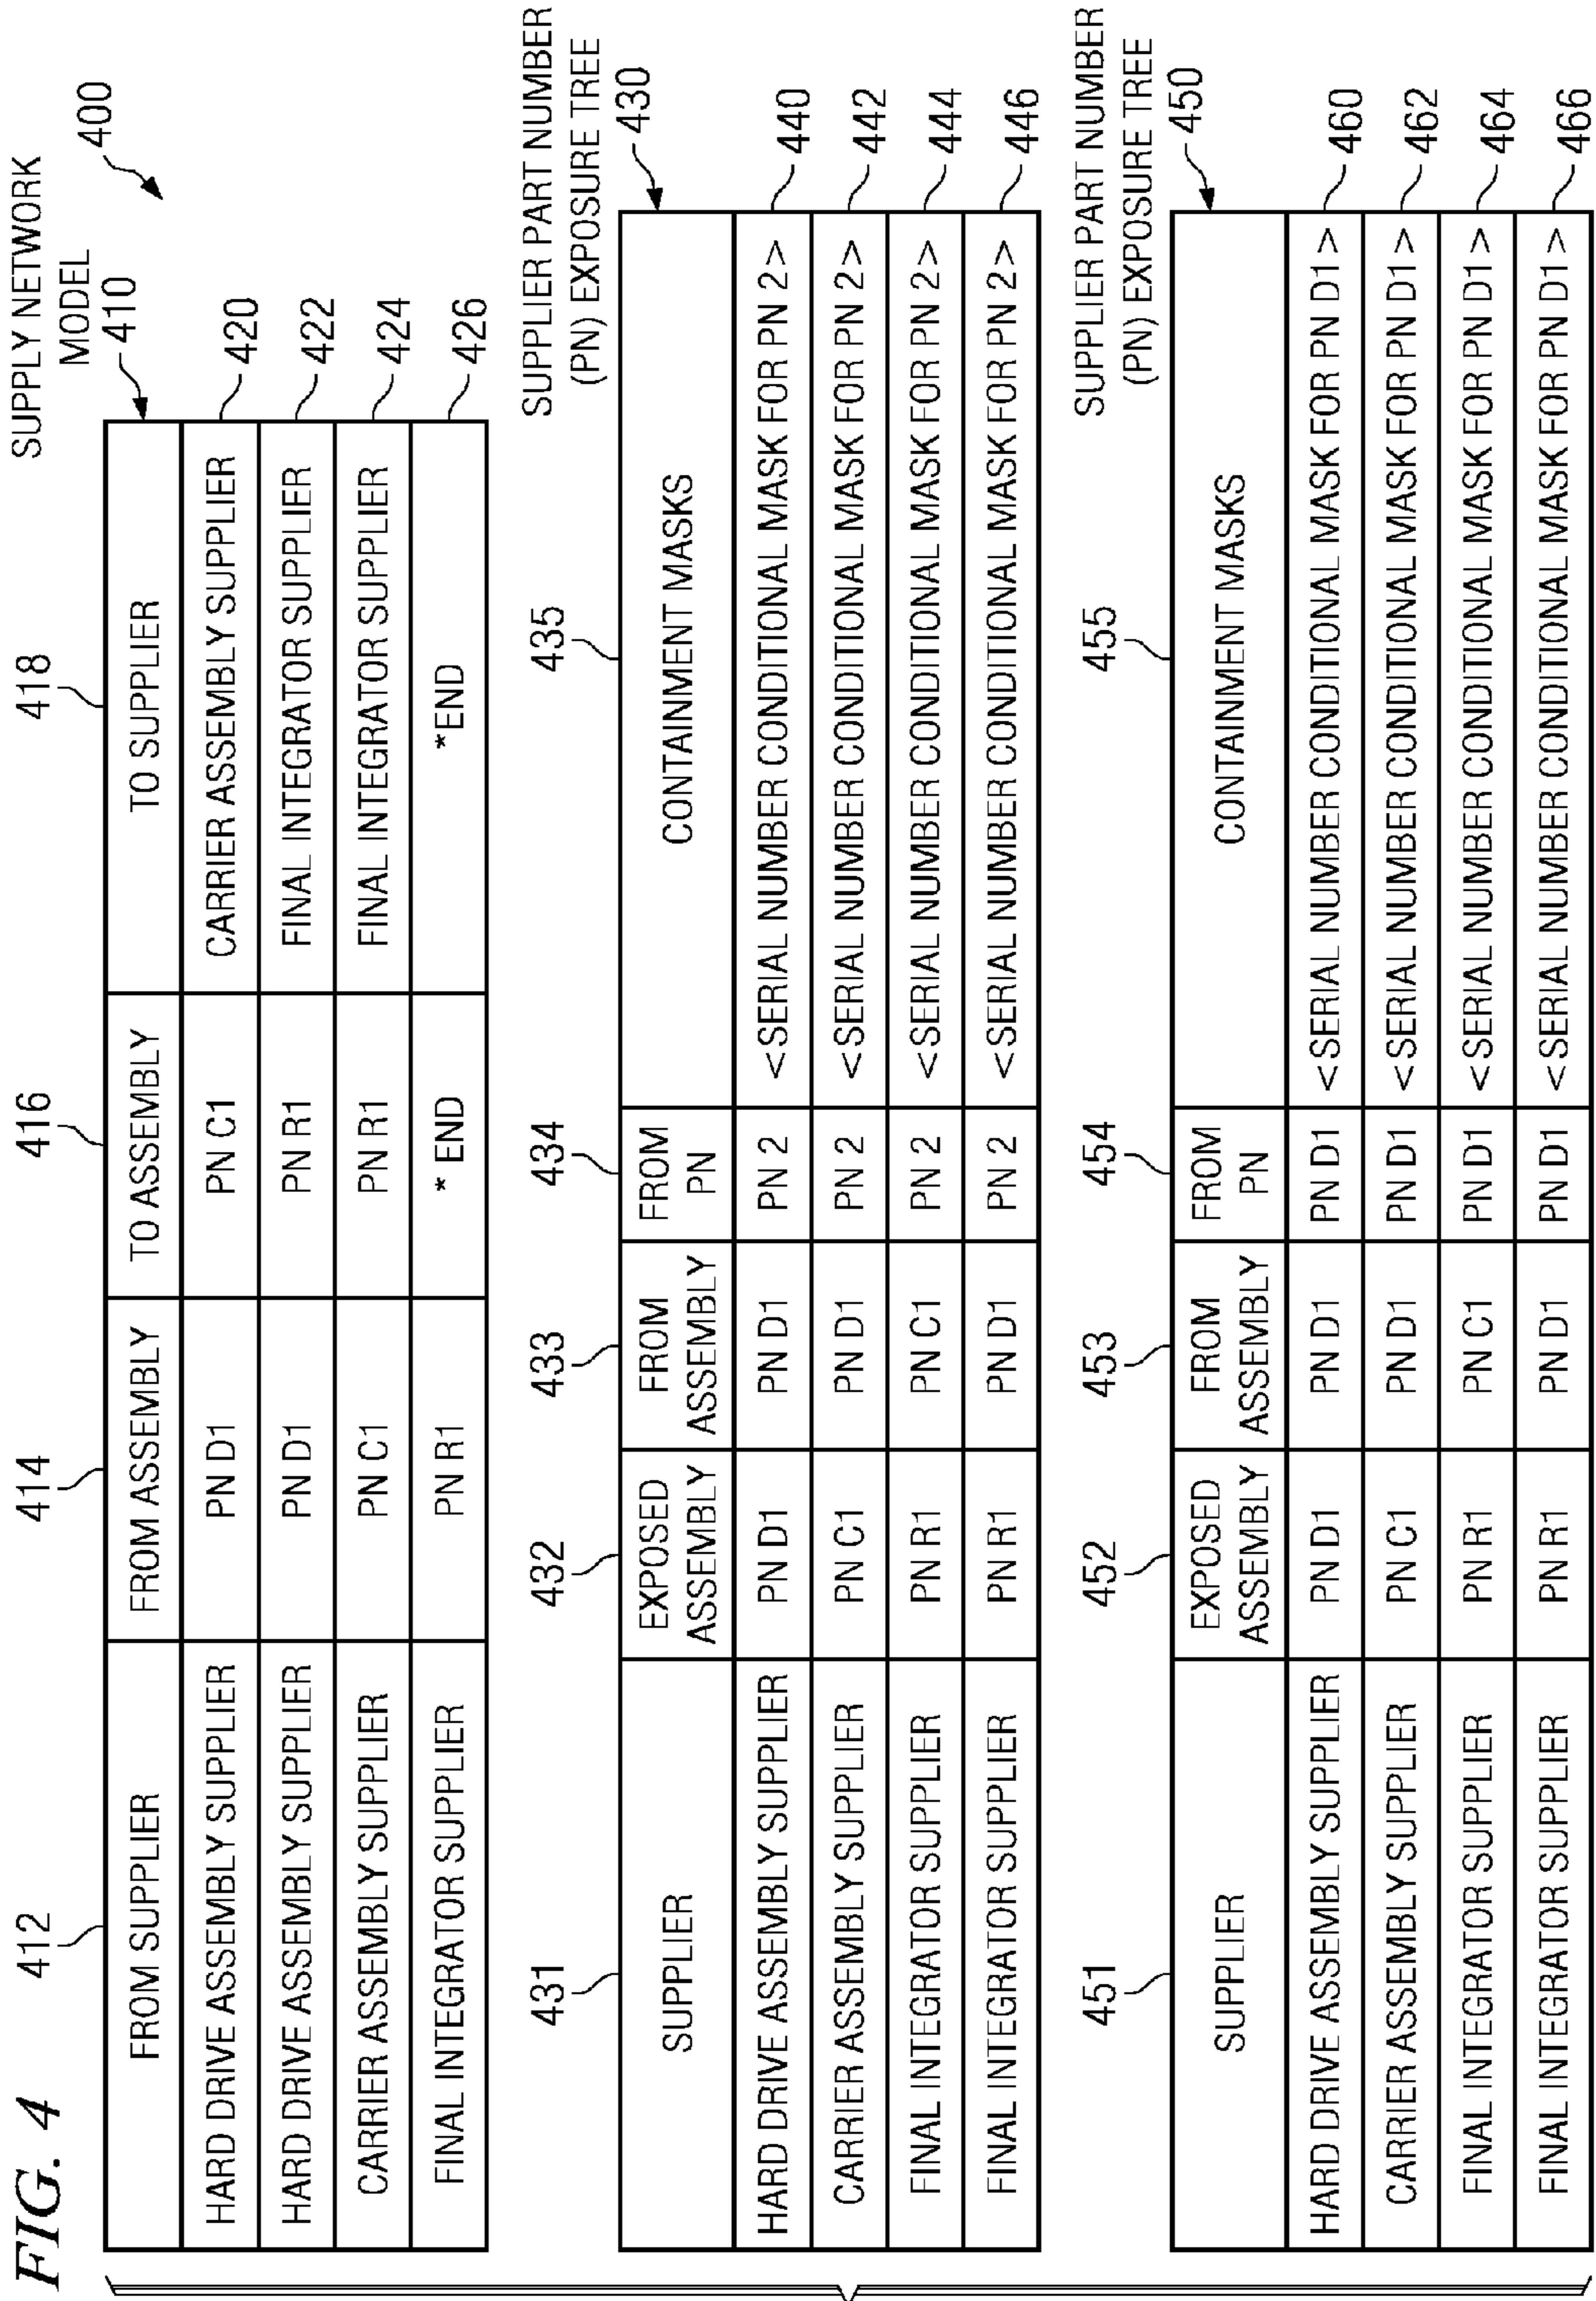 FIG. 4
SUPPLY NETWORK
MODEL
400
410
412
414
416
418
FROM SUPPLIER
FROM ASSEMBLY
TO ASSEMBLY
TO SUPPLIER
HARD DRIVE ASSEMBLY SUPPLIER
PN D1
PN C1
CARRIER ASSEMBLY SUPPLIER
420
HARD DRIVE ASSEMBLY SUPPLIER
PN D1
PN R1
FINAL INTEGRATOR SUPPLIER
422
CARRIER ASSEMBLY SUPPLIER
PN C1
PN R1
FINAL INTEGRATOR SUPPLIER
424
FINAL INTEGRATOR SUPPLIER
PN R1
* END
*END
426
SUPPLIER PART NUMBER
(PN) EXPOSURE TREE
430
431
432
433
434
435
SUPPLIER
EXPOSED
ASSEMBLY
FROM
ASSEMBLY
FROM
PN
CONTAINMENT MASKS
HARD DRIVE ASSEMBLY SUPPLIER
PN D1
PN D1
PN 2
<SERIAL NUMBER CONDITIONAL MASK FOR PN 2>
440
CARRIER ASSEMBLY SUPPLIER
PN C1
PN D1
PN 2
<SERIAL NUMBER CONDITIONAL MASK FOR PN 2>
442
FINAL INTEGRATOR SUPPLIER
PN R1
PN C1
PN 2
<SERIAL NUMBER CONDITIONAL MASK FOR PN 2>
444
FINAL INTEGRATOR SUPPLIER
PN R1
PN D1
PN 2
<SERIAL NUMBER CONDITIONAL MASK FOR PN 2>
446
SUPPLIER PART NUMBER
(PN) EXPOSURE TREE
450
451
452
453
454
455
SUPPLIER
EXPOSED
ASSEMBLY
FROM
ASSEMBLY
FROM
PN
CONTAINMENT MASKS
HARD DRIVE ASSEMBLY SUPPLIER
PN D1
PN D1
PN D1
<SERIAL NUMBER CONDITIONAL MASK FOR PN D1>
460
CARRIER ASSEMBLY SUPPLIER
PN C1
PN D1
PN D1
<SERIAL NUMBER CONDITIONAL MASK FOR PN D1>
462
FINAL INTEGRATOR SUPPLIER
PN R1
PN C1
PN D1
<SERIAL NUMBER CONDITIONAL MASK FOR PN D1>
464
FINAL INTEGRATOR SUPPLIER
PN R1
PN D1
PN D1
<SERIAL NUMBER CONDITIONAL MASK FOR PN D1>
466